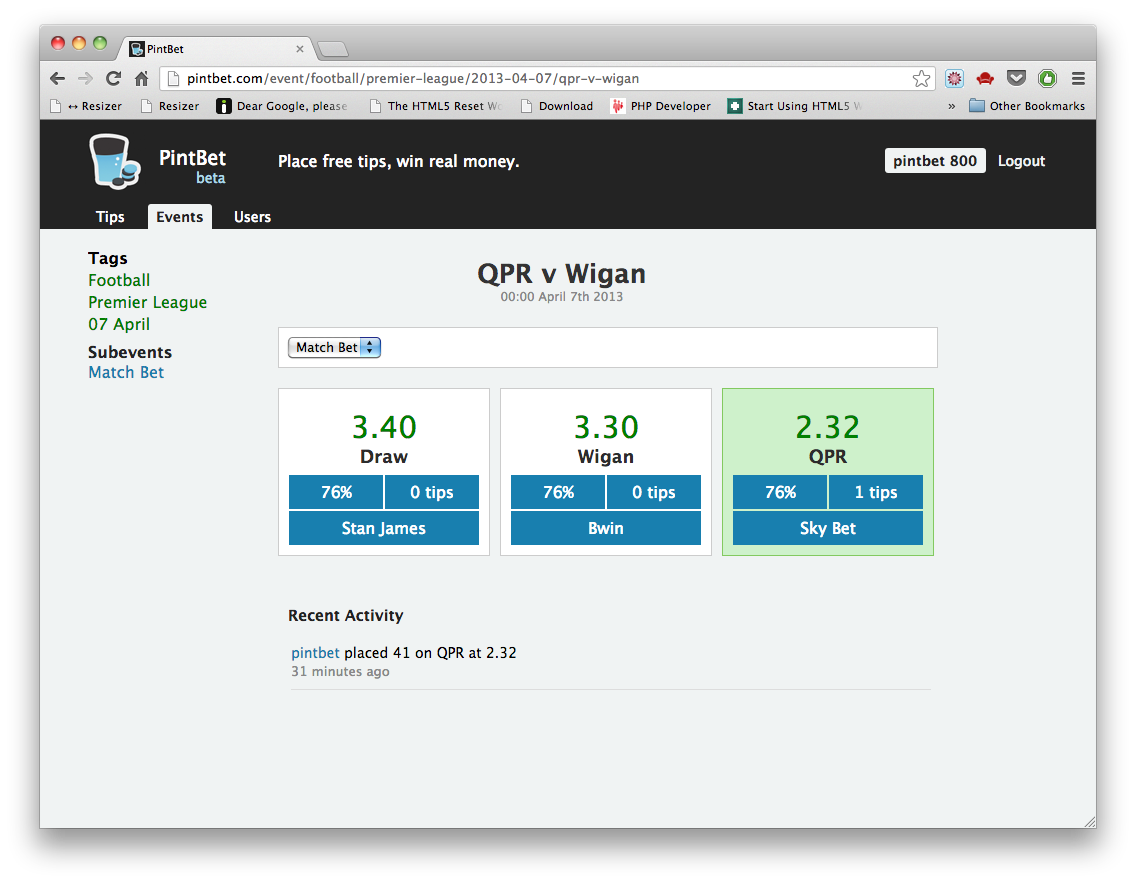 PintBet
pintbet.com/event/football/premier-league/2013-04-07/qpr-v-wigan
↔ Resizer
Resizer
Dear Google, please
The HTML5 Reset Wo
Download
PHP Developer
Start Using HTML5 W
»
Other Bookmarks
PintBet
beta
Place free tips, win real money.
pintbet 800
Logout
Tips
Events
Users
Tags
Football
Premier League
07 April
Subevents
Match Bet
QPR v Wigan
00:00 April 7th 2013
Match Bet
3.40
Draw
76%
0 tips
Stan James
3.30
Wigan
76%
0 tips
Bwin
2.32
QPR
76%
1 tips
Sky Bet
Recent Activity
pintbet placed 41 on QPR at 2.32
31 minutes ago